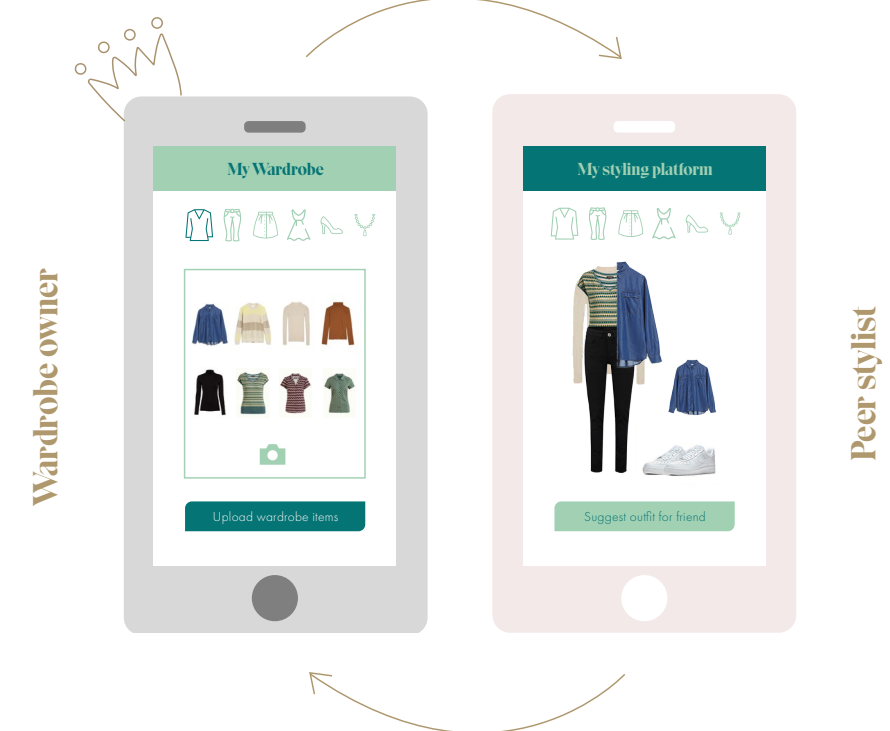 My Wardrobe
Upload wardrobe items
Wardrobe owner
My styling platform
Suggest outfit for friend
Peer stylist